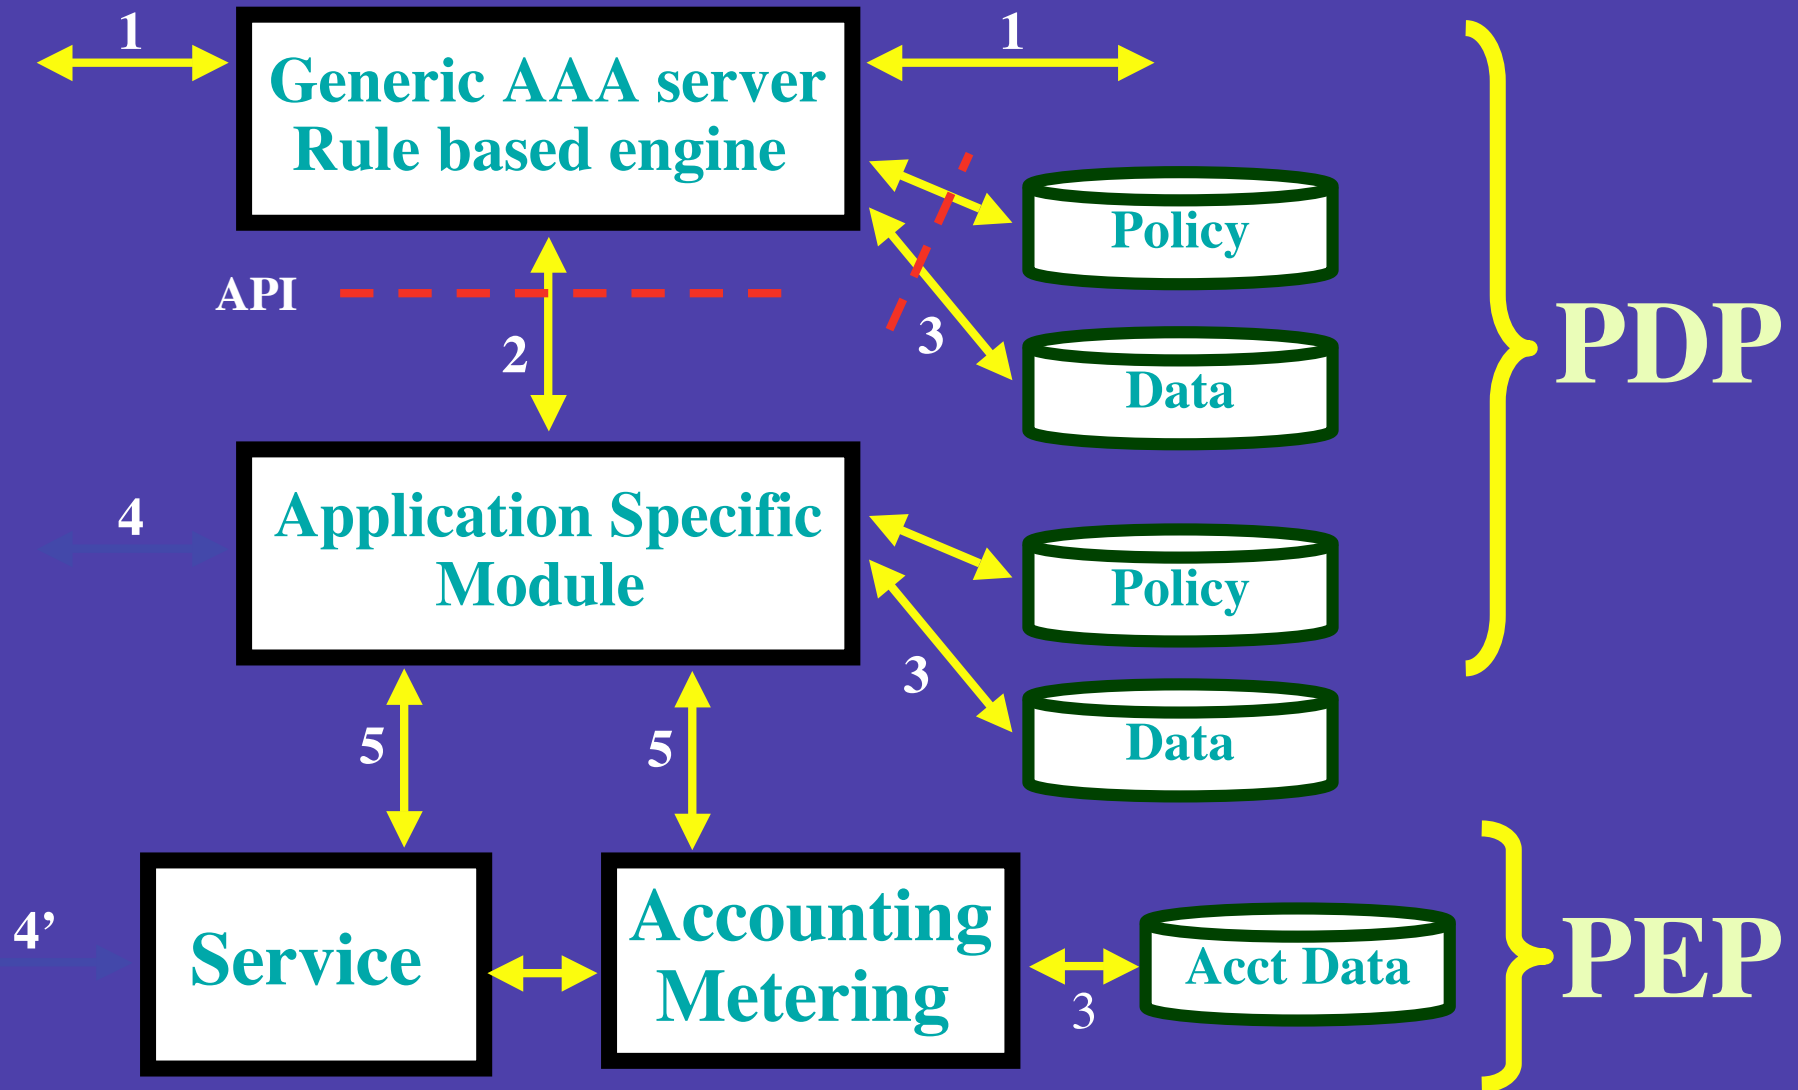 1
1
Generic AAA server
Rule based engine
Policy
API
3
2
Data
PDP
4
Application Specific
Module
Policy
3
Data
5
5
4’
Service
Accounting
Metering
3
Acct Data
PEP